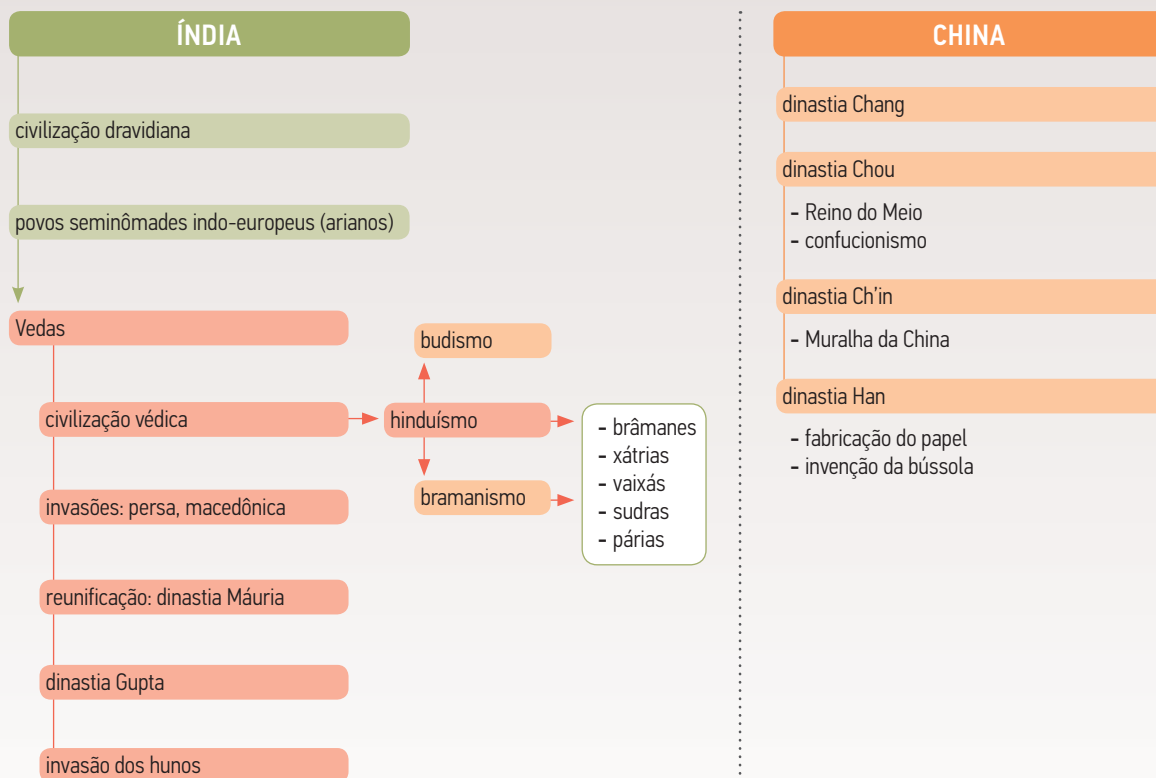 ÍNDIA
civilização dravidiana
povos seminômades indo-europeus (arianos)
Vedas
civilização védica
invasões: persa, macedônica
reunificação: dinastia Máuria
dinastia Gupta
invasão dos hunos
budismo
hinduísmo
bramanismo
- brâmanes
- xátrias
- vaixás
- sudras
- párias
CHINA
dinastia Chang
dinastia Chou
- Reino do Meio
- confucionismo
dinastia Ch'in
- Muralha da China
dinastia Han
- fabricação do papel
- invenção da bússola